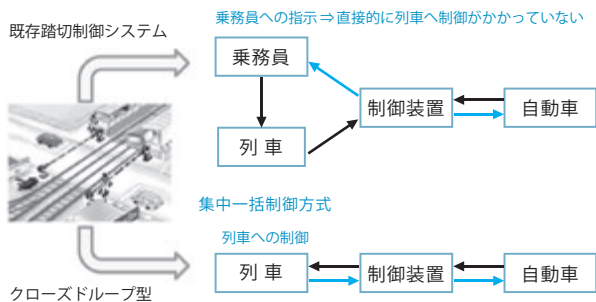 乗務員への指示⇒直接的に列車へ制御がかかっていない
既存踏切制御システム
乗務員
制御装置
自動車
列 車
集中一括制御方式
列車への制御
列 車
制御装置
自動車
クローズドループ型